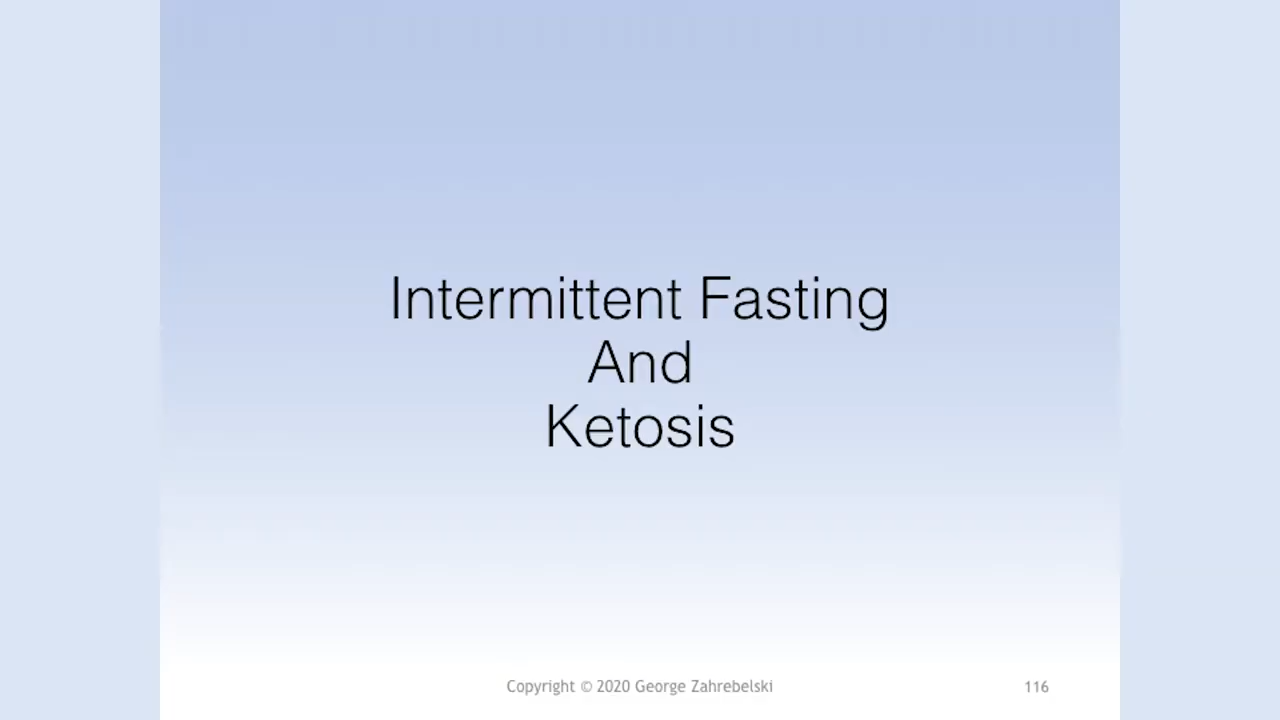 Intermittent Fasting
And
Ketosis
Copyright © 2020 George Zahrebelski
116